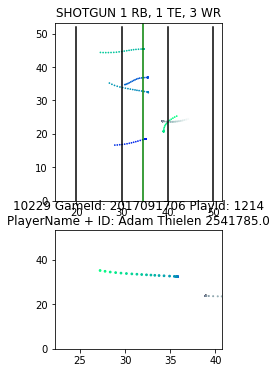 SHOTGUN 1 RB, 1 TE, 3 WR
50
40
30
20
10
0
20 30 40 50
10229 GameId: 2017091706 PlayId: 1214
PlayerName + ID: Adam Thielen 2541785.0
40
20
0
25 30 35 40